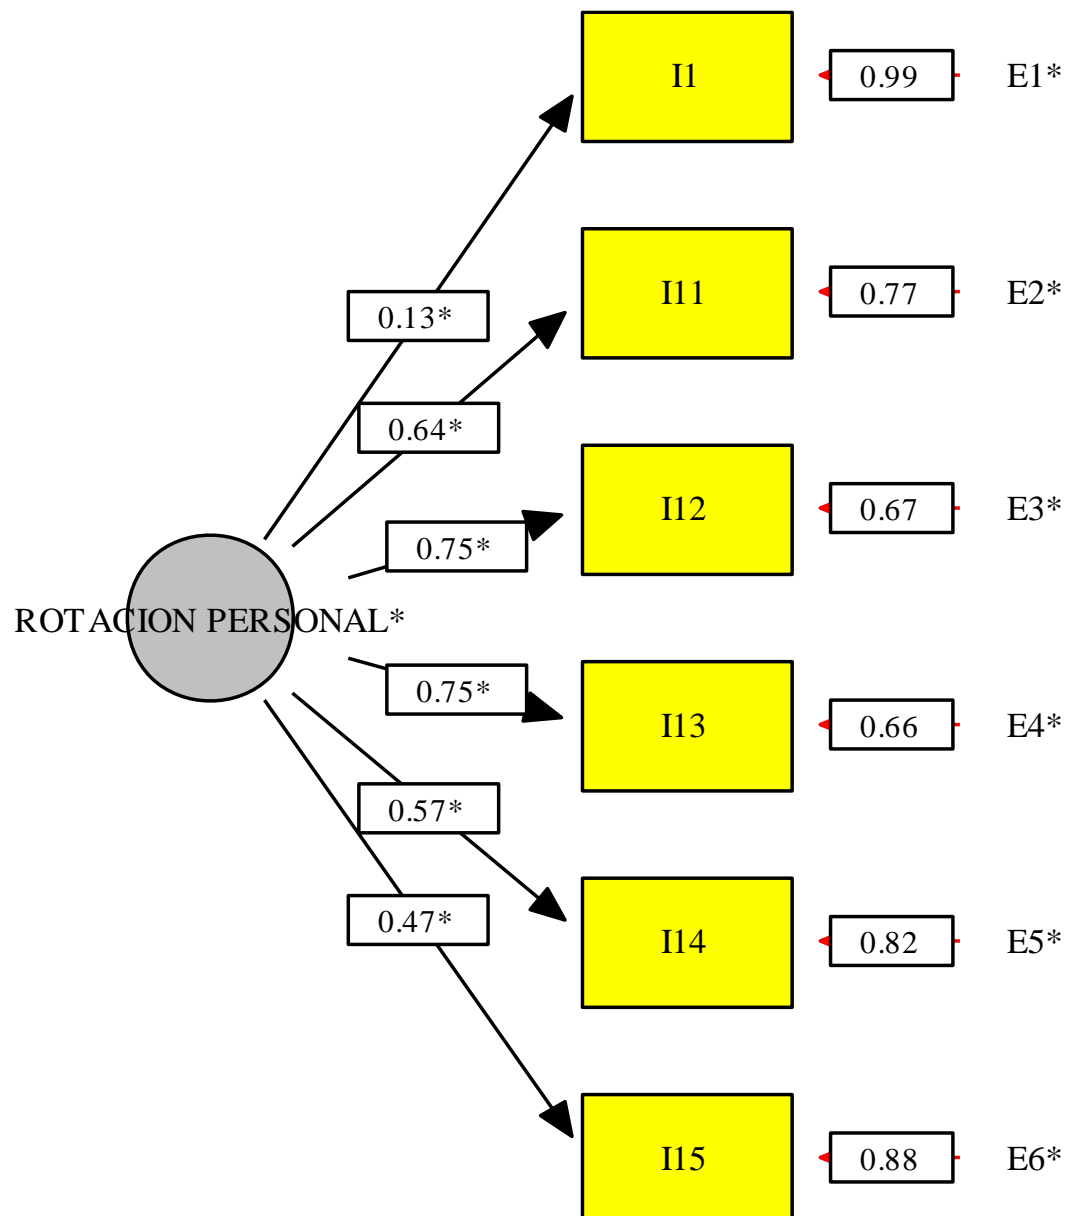 I1
0.99
E1*
0.13*
I11
0.77
E2*
0.64*
I12
0.67
E3*
0.75*
ROTACION PERSONAL*
0.75*
I13
0.66
E4*
0.57*
I14
0.82
E5*
0.47*
I15
0.88
E6*